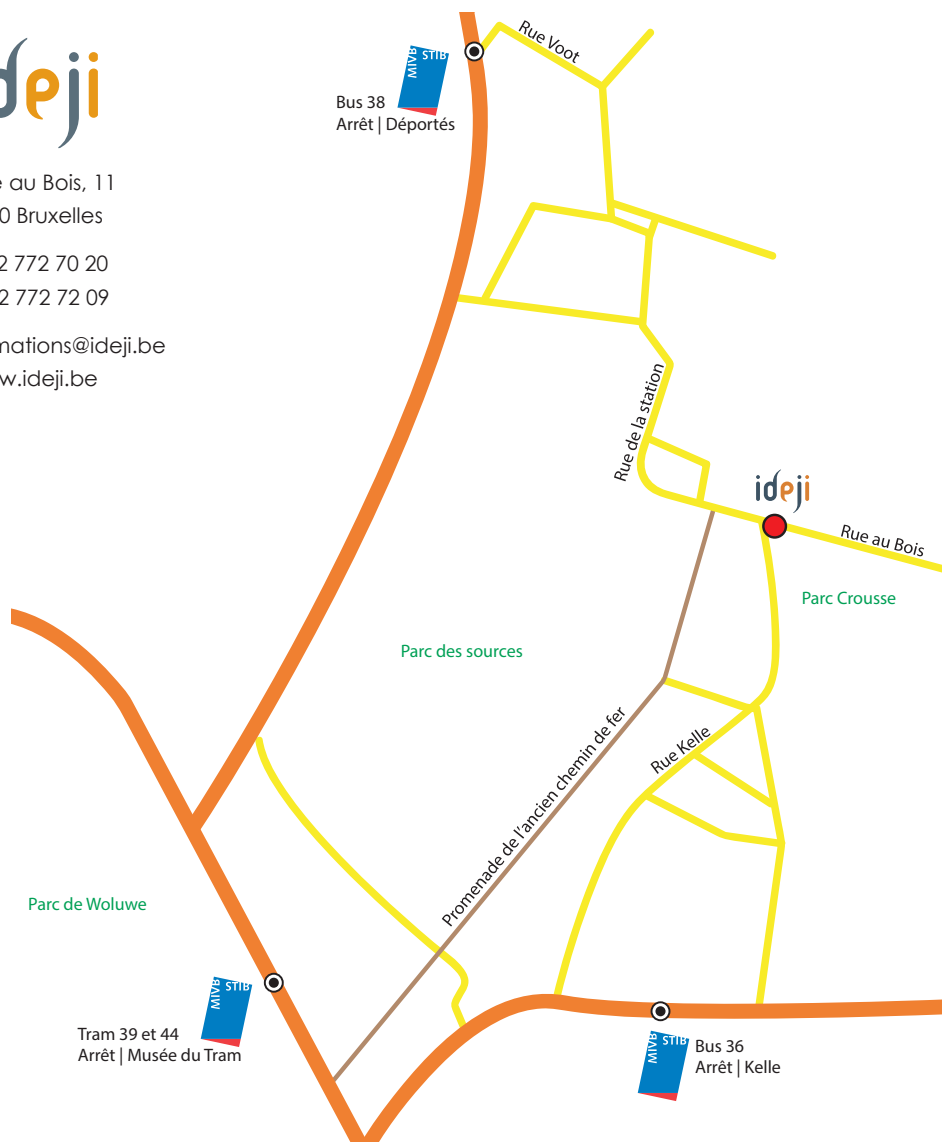 ideji
au Bois, 11
0 Bruxelles
2 772 70 20
2 772 72 09
mations@ideji.be
w.ideji.be
MIVB STIB
Bus 38
Arrêt | Déportés
Rue Voot
Rue de la station
ideji
Rue au Bois
Parc Crousse
Parc des sources
Promenade de l'ancien chemin de fer
Rue Kelle
Parc de Woluwe
MIVB STIB
Tram 39 et 44
Arrêt | Musée du Tram
MIVB STIB
Bus 36
Arrêt | Kelle